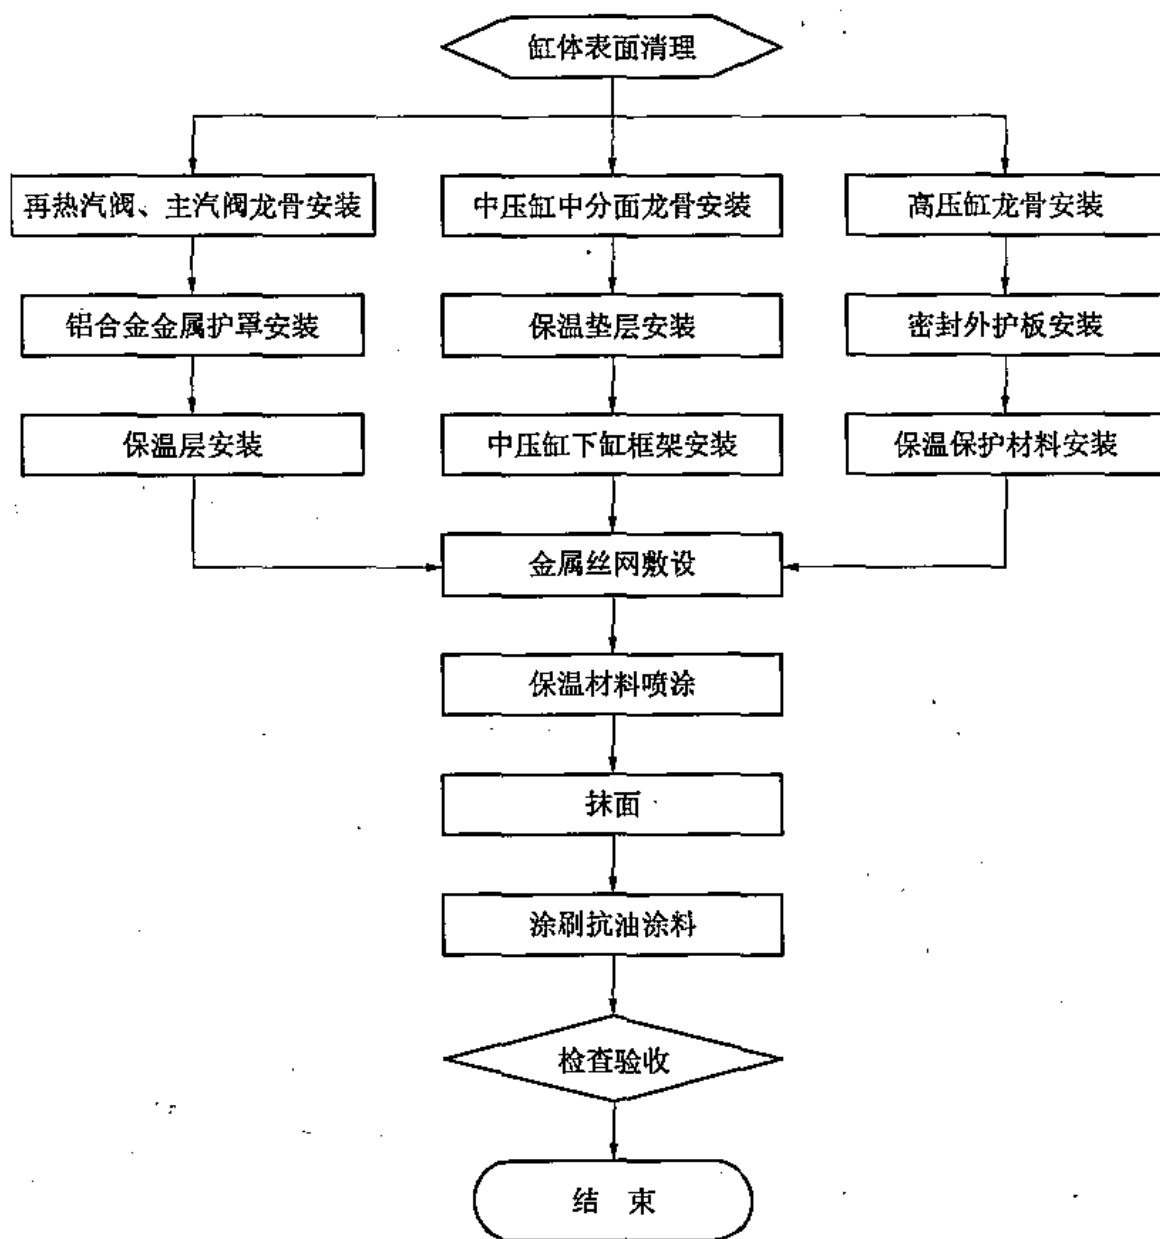 缸体表面清理
再热汽阀、主汽阀龙骨安装
中压缸中分面龙骨安装
高压缸龙骨安装
铝合金金属护罩安装
保温垫层安装
密封外护板安装
保温层安装
中压缸下缸框架安装
保温保护材料安装
金属丝网敷设
保温材料喷涂
抹面
涂刷抗油涂料
检查验收
结 束